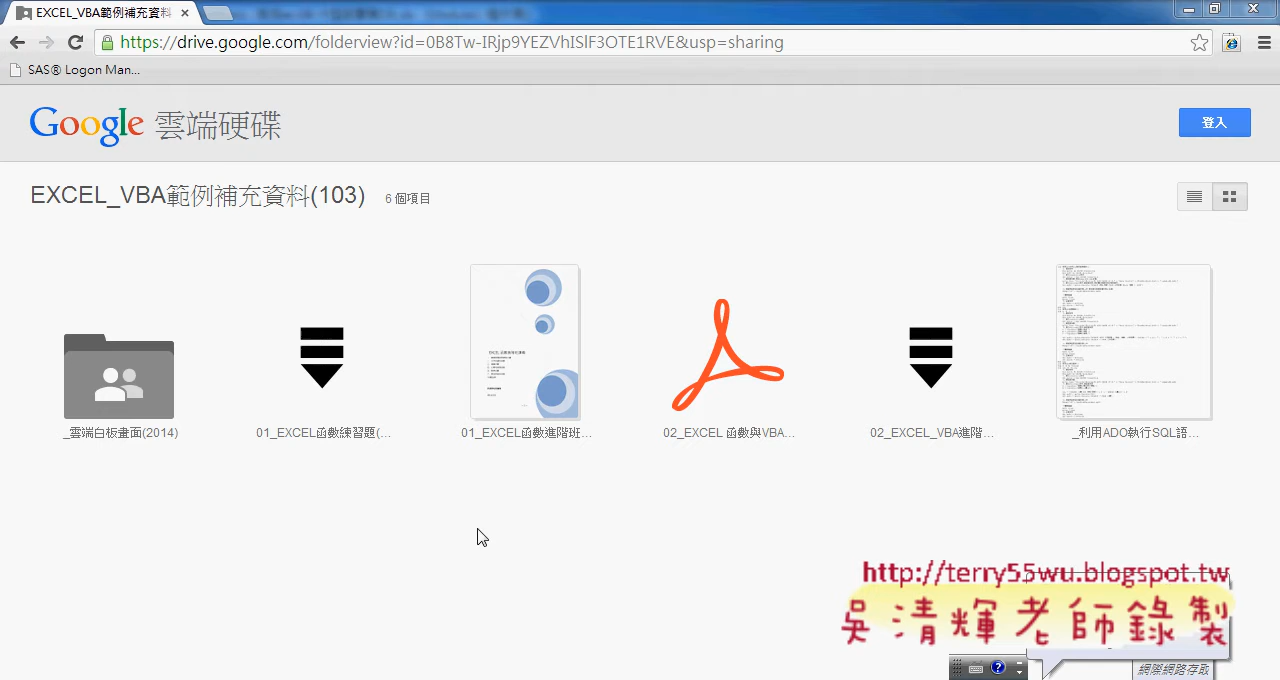 EXCEL_VBA範例補充資料
https://drive.google.com/folderview?id=0B8Tw-IRjp9YEZVhISlF3OTE1RVE&usp=sharing
SAS® Logon Man...
Google 雲端硬碟
登入
EXCEL_VBA範例補充資料(103) 6 個項目
_雲端白板畫面(2014)
01_EXCEL函數練習題(...
01_EXCEL函數進階班...
02_EXCEL 函數與VBA...
02_EXCEL_VBA進階...
_利用ADO執行SQL語...
http://terry55wu.blogspot.tw
吳清輝老師錄製
網際網路存取